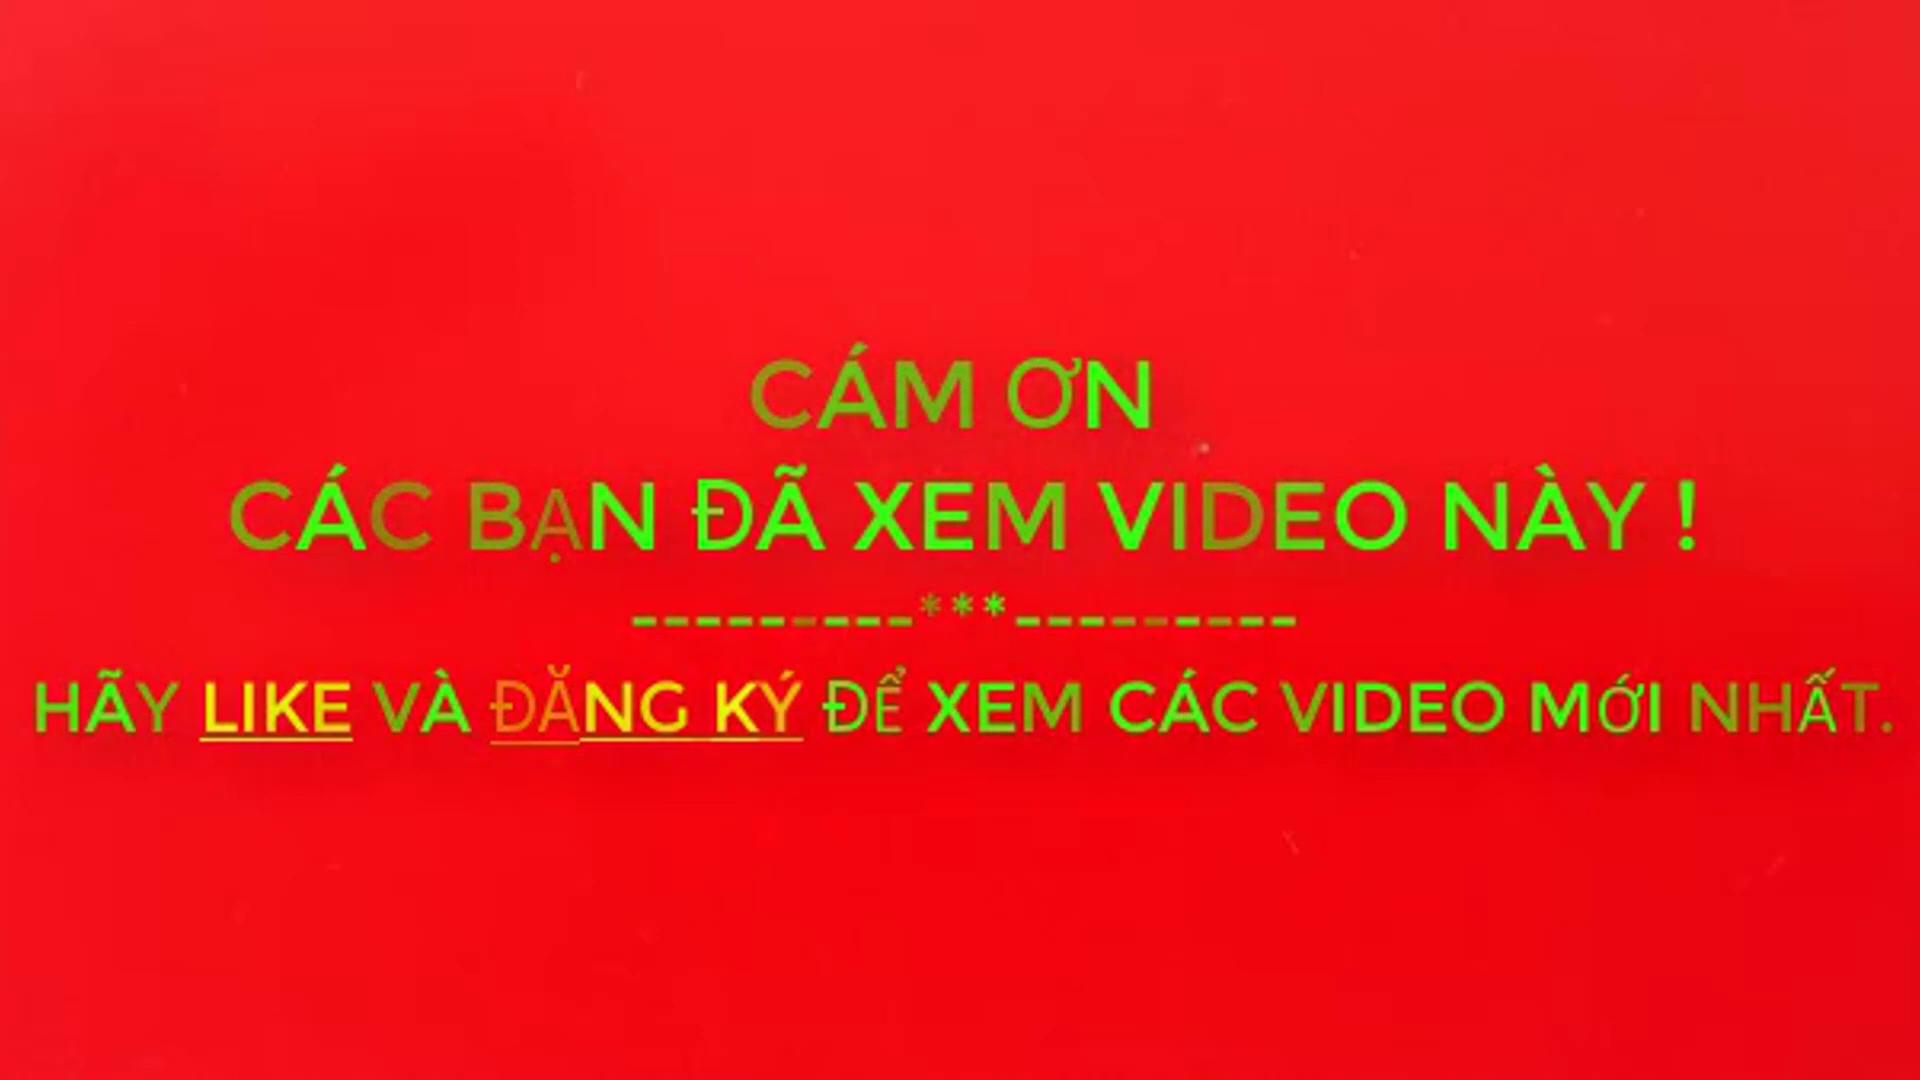 CÁM ƠN
CÁC BẠN ĐÃ XEM VIDEO NÀY !
---------***---------
HÃY LIKE VÀ ĐĂNG KÝ ĐỂ XEM CÁC VIDEO MỚI NHẤT.